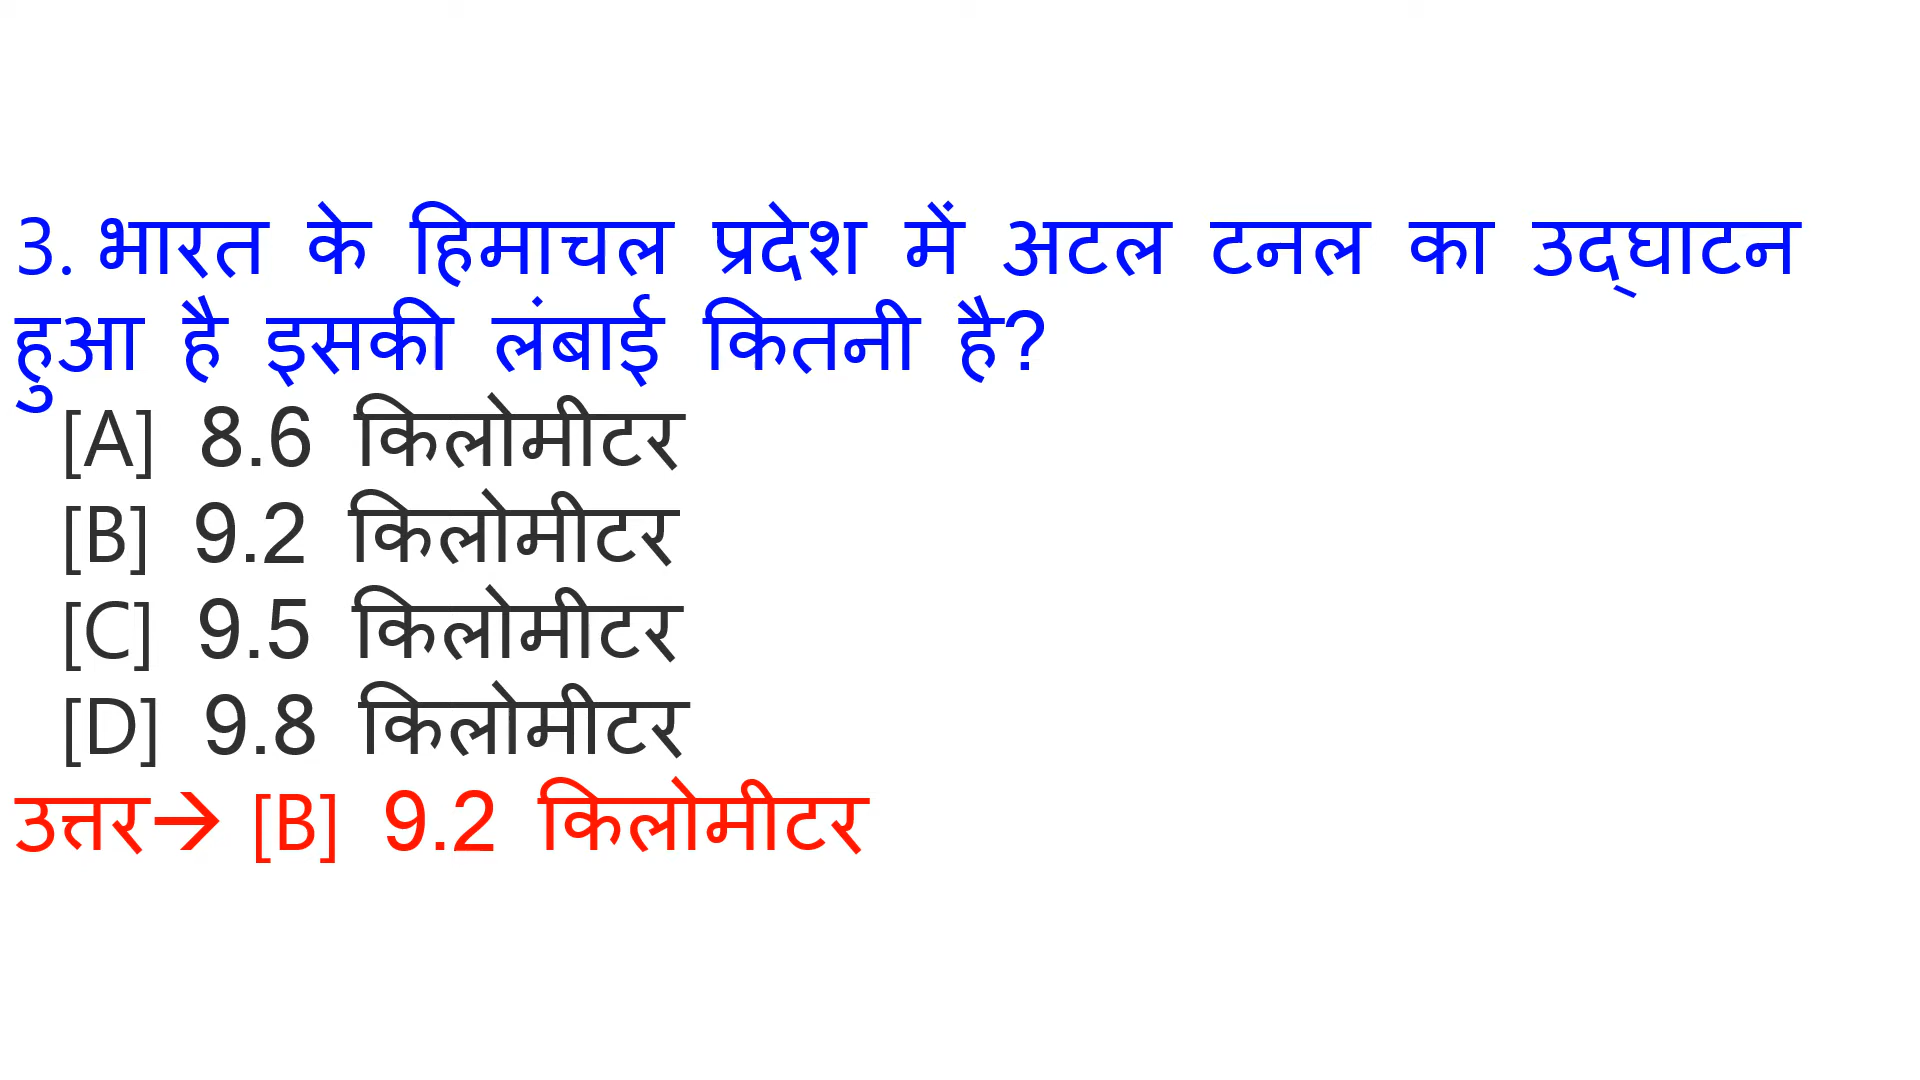 3. भारत के हिमाचल प्रदेश में अटल टनल का उद्घाटन
हुआ है इसकी लंबाई कितनी है?
[A] 8.6 किलोमीटर
[B] 9.2 किलोमीटर
[C] 9.5 किलोमीटर
[D] 9.8 किलोमीटर
उत्तर→ [B] 9.2 किलोमीटर